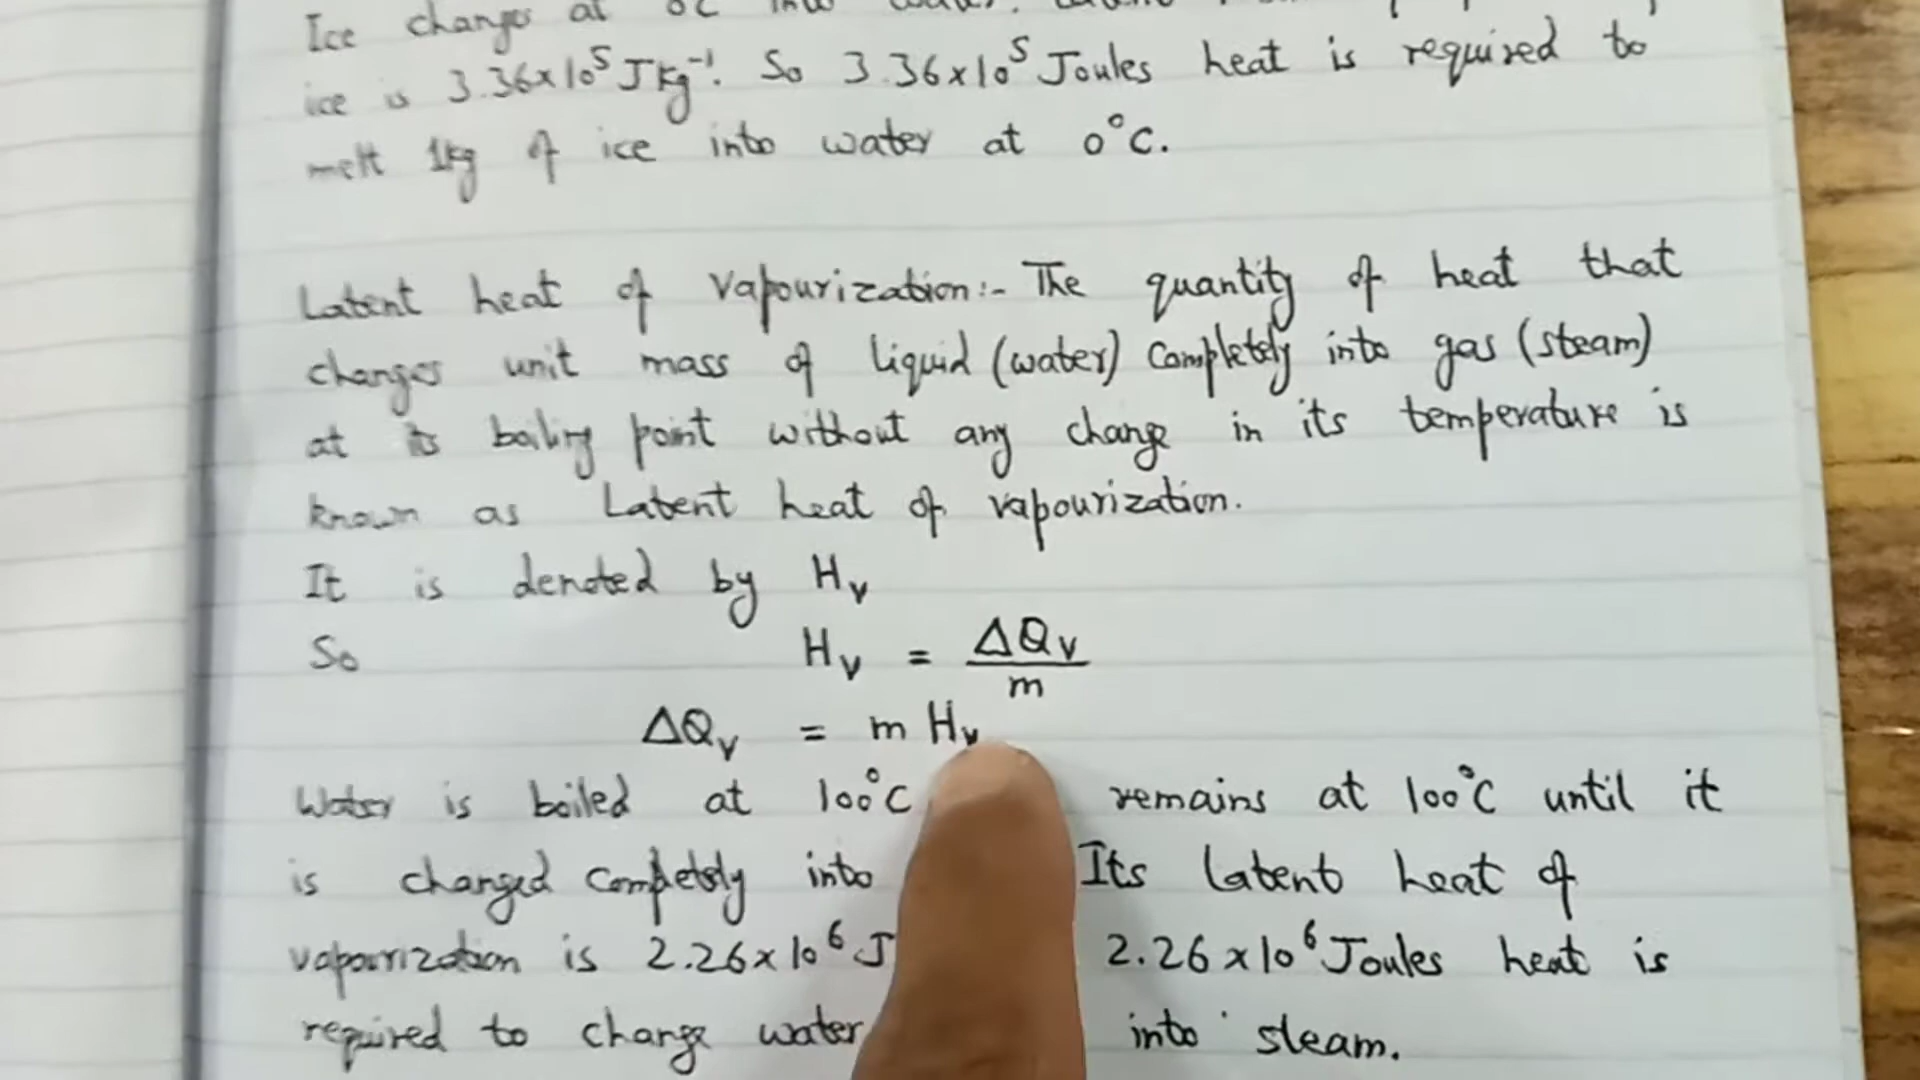 Ice changes at 0°C into water.
ice is 3.36x10⁵ J kg⁻¹. So 3.36x10⁵ Joules heat is required to
melt 1kg of ice into water at 0°C.
Latent heat of Vapourization:- The quantity of heat that
changes unit mass of liquid (water) Completely into gas (steam)
at its boiling point without any change in its temperature is
known as Latent heat of vapourization.
It is denoted by Hᵥ
So Hᵥ = ΔQᵥ / m
ΔQᵥ = m Hᵥ
Water is boiled at 100°C remains at 100°C until it
is changed Completely into Its latent heat of
vapourization is 2.26x10⁶ J 2.26x10⁶ Joules heat is
required to change water into steam.